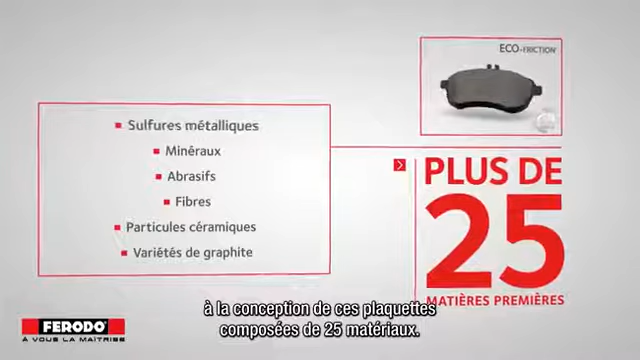 ECO-FRICTION
Sulfures métalliques
Minéraux
Abrasifs
Fibres
Particules céramiques
Variétés de graphite
PLUS DE
25
MATIÈRES PREMIÈRES
à la conception de ces plaquettes
composées de 25 matériaux.
FERODO®
À VOUS LA MAÎTRISE